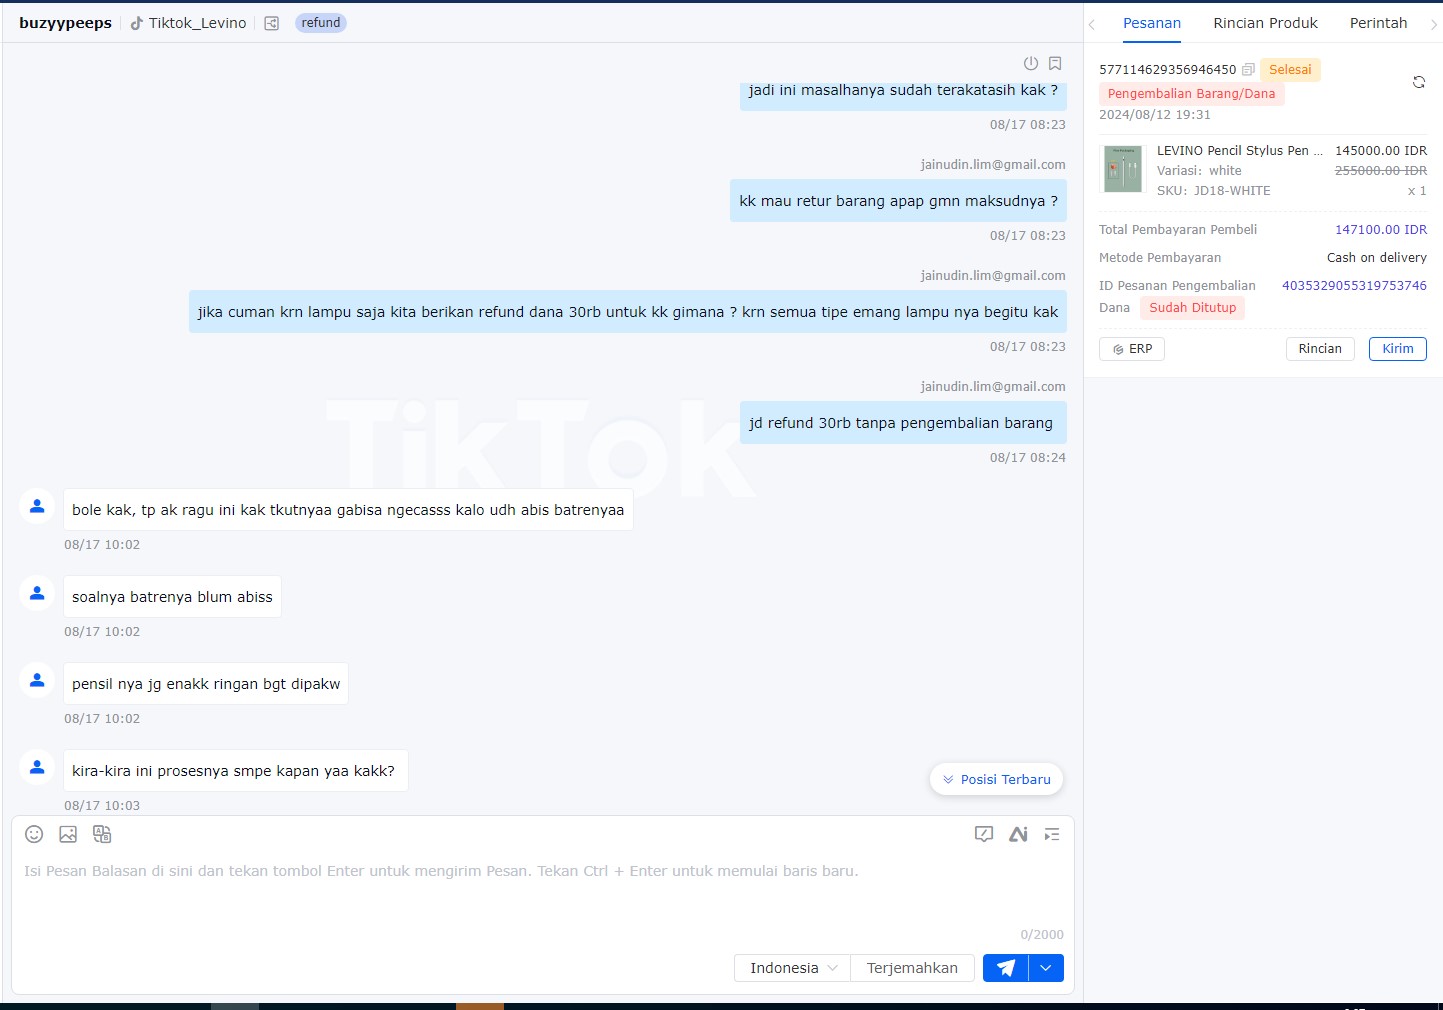 buzyypeeps
Tiktok_Levino
refund
jadi ini masalhanya sudah terakatasih kak ?
08/17 08:23
jainudin.lim@gmail.com
kk mau retur barang apap gmn maksudnya ?
08/17 08:23
jainudin.lim@gmail.com
jika cuman krn lampu saja kita berikan refund dana 30rb untuk kk gimana ? krn semua tipe emang lampu nya begitu kak
08/17 08:23
jainudin.lim@gmail.com
jd refund 30rb tanpa pengembalian barang
08/17 08:24
TikTok
bole kak, tp ak ragu ini kak tkutnyaa gabisa ngecasss kalo udh abis batrenyaa
08/17 10:02
soalnya batrenya blum abiss
08/17 10:02
pensil nya jg enakk ringan bgt dipakw
08/17 10:02
kira-kira ini prosesnya smpe kapan yaa kakk?
08/17 10:03
Posisi Terbaru
Isi Pesan Balasan di sini dan tekan tombol Enter untuk mengirim Pesan. Tekan Ctrl + Enter untuk memulai baris baru.
0/2000
Indonesia
Terjemahkan
Pesanan
Rincian Produk
Perintah
577114629356946450
Selesai
Pengembalian Barang/Dana
2024/08/12 19:31
LEVINO Pencil Stylus Pen ...
145000.00 IDR
Variasi: white
255000.00 IDR
SKU: JD18-WHITE
x 1
Total Pembayaran Pembeli
147100.00 IDR
Metode Pembayaran
Cash on delivery
ID Pesanan Pengembalian
4035329055319753746
Dana
Sudah Ditutup
ERP
Rincian
Kirim